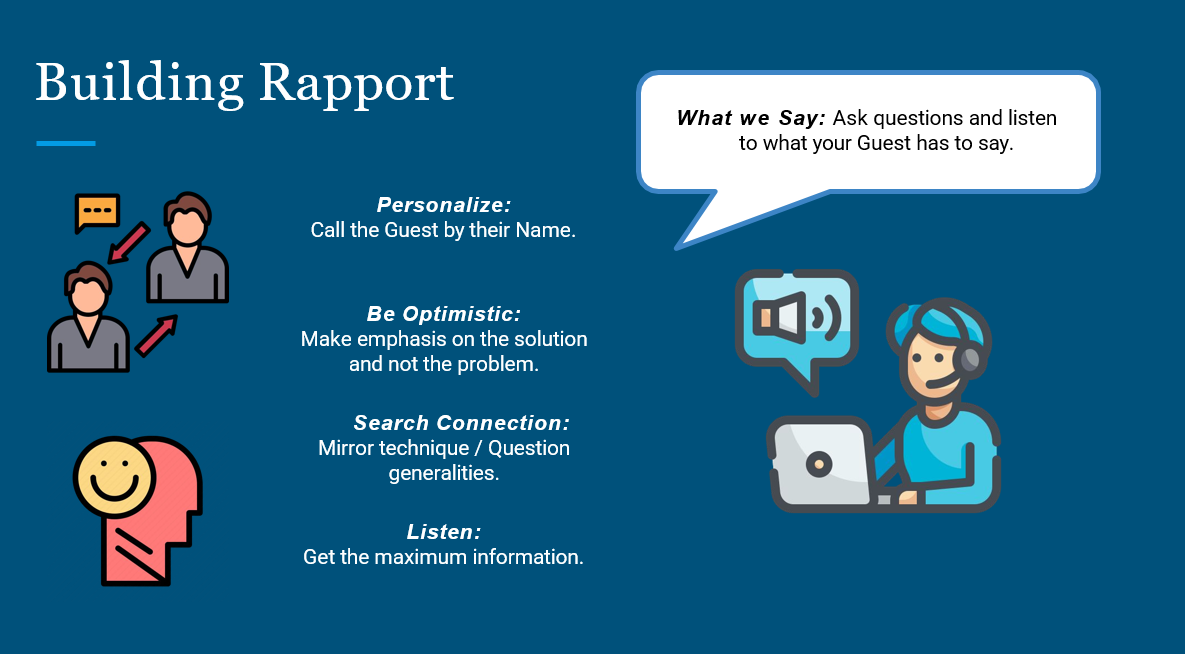 Building Rapport
What we Say: Ask questions and listen
to what your Guest has to say.
Personalize:
Call the Guest by their Name.
Be Optimistic:
Make emphasis on the solution
and not the problem.
Search Connection:
Mirror technique / Question
generalities.
Listen:
Get the maximum information.